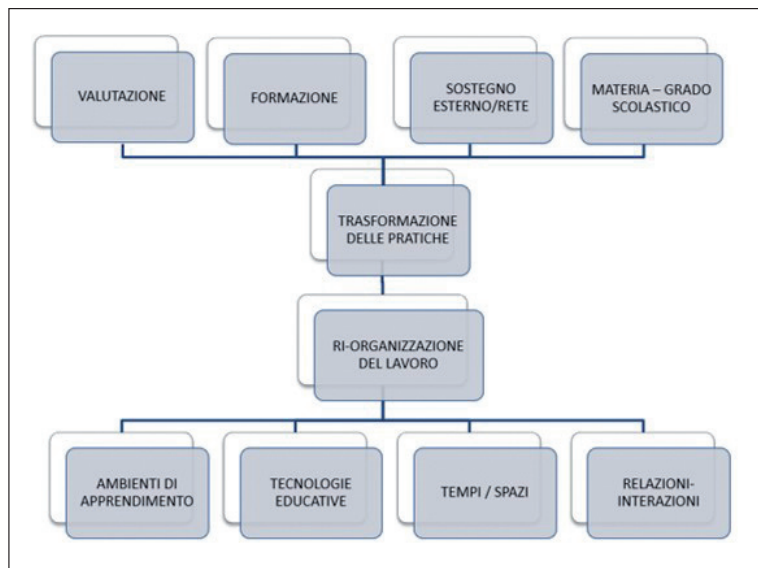 VALUTAZIONE
FORMAZIONE
SOSTEGNO
ESTERNO/RETE
MATERIA – GRADO
SCOLASTICO
TRASFORMAZIONE
DELLE PRATICHE
RI-ORGANIZZAZIONE
DEL LAVORO
AMBIENTI DI
APPRENDIMENTO
TECNOLOGIE
EDUCATIVE
TEMPI / SPAZI
RELAZIONI-
INTERAZIONI